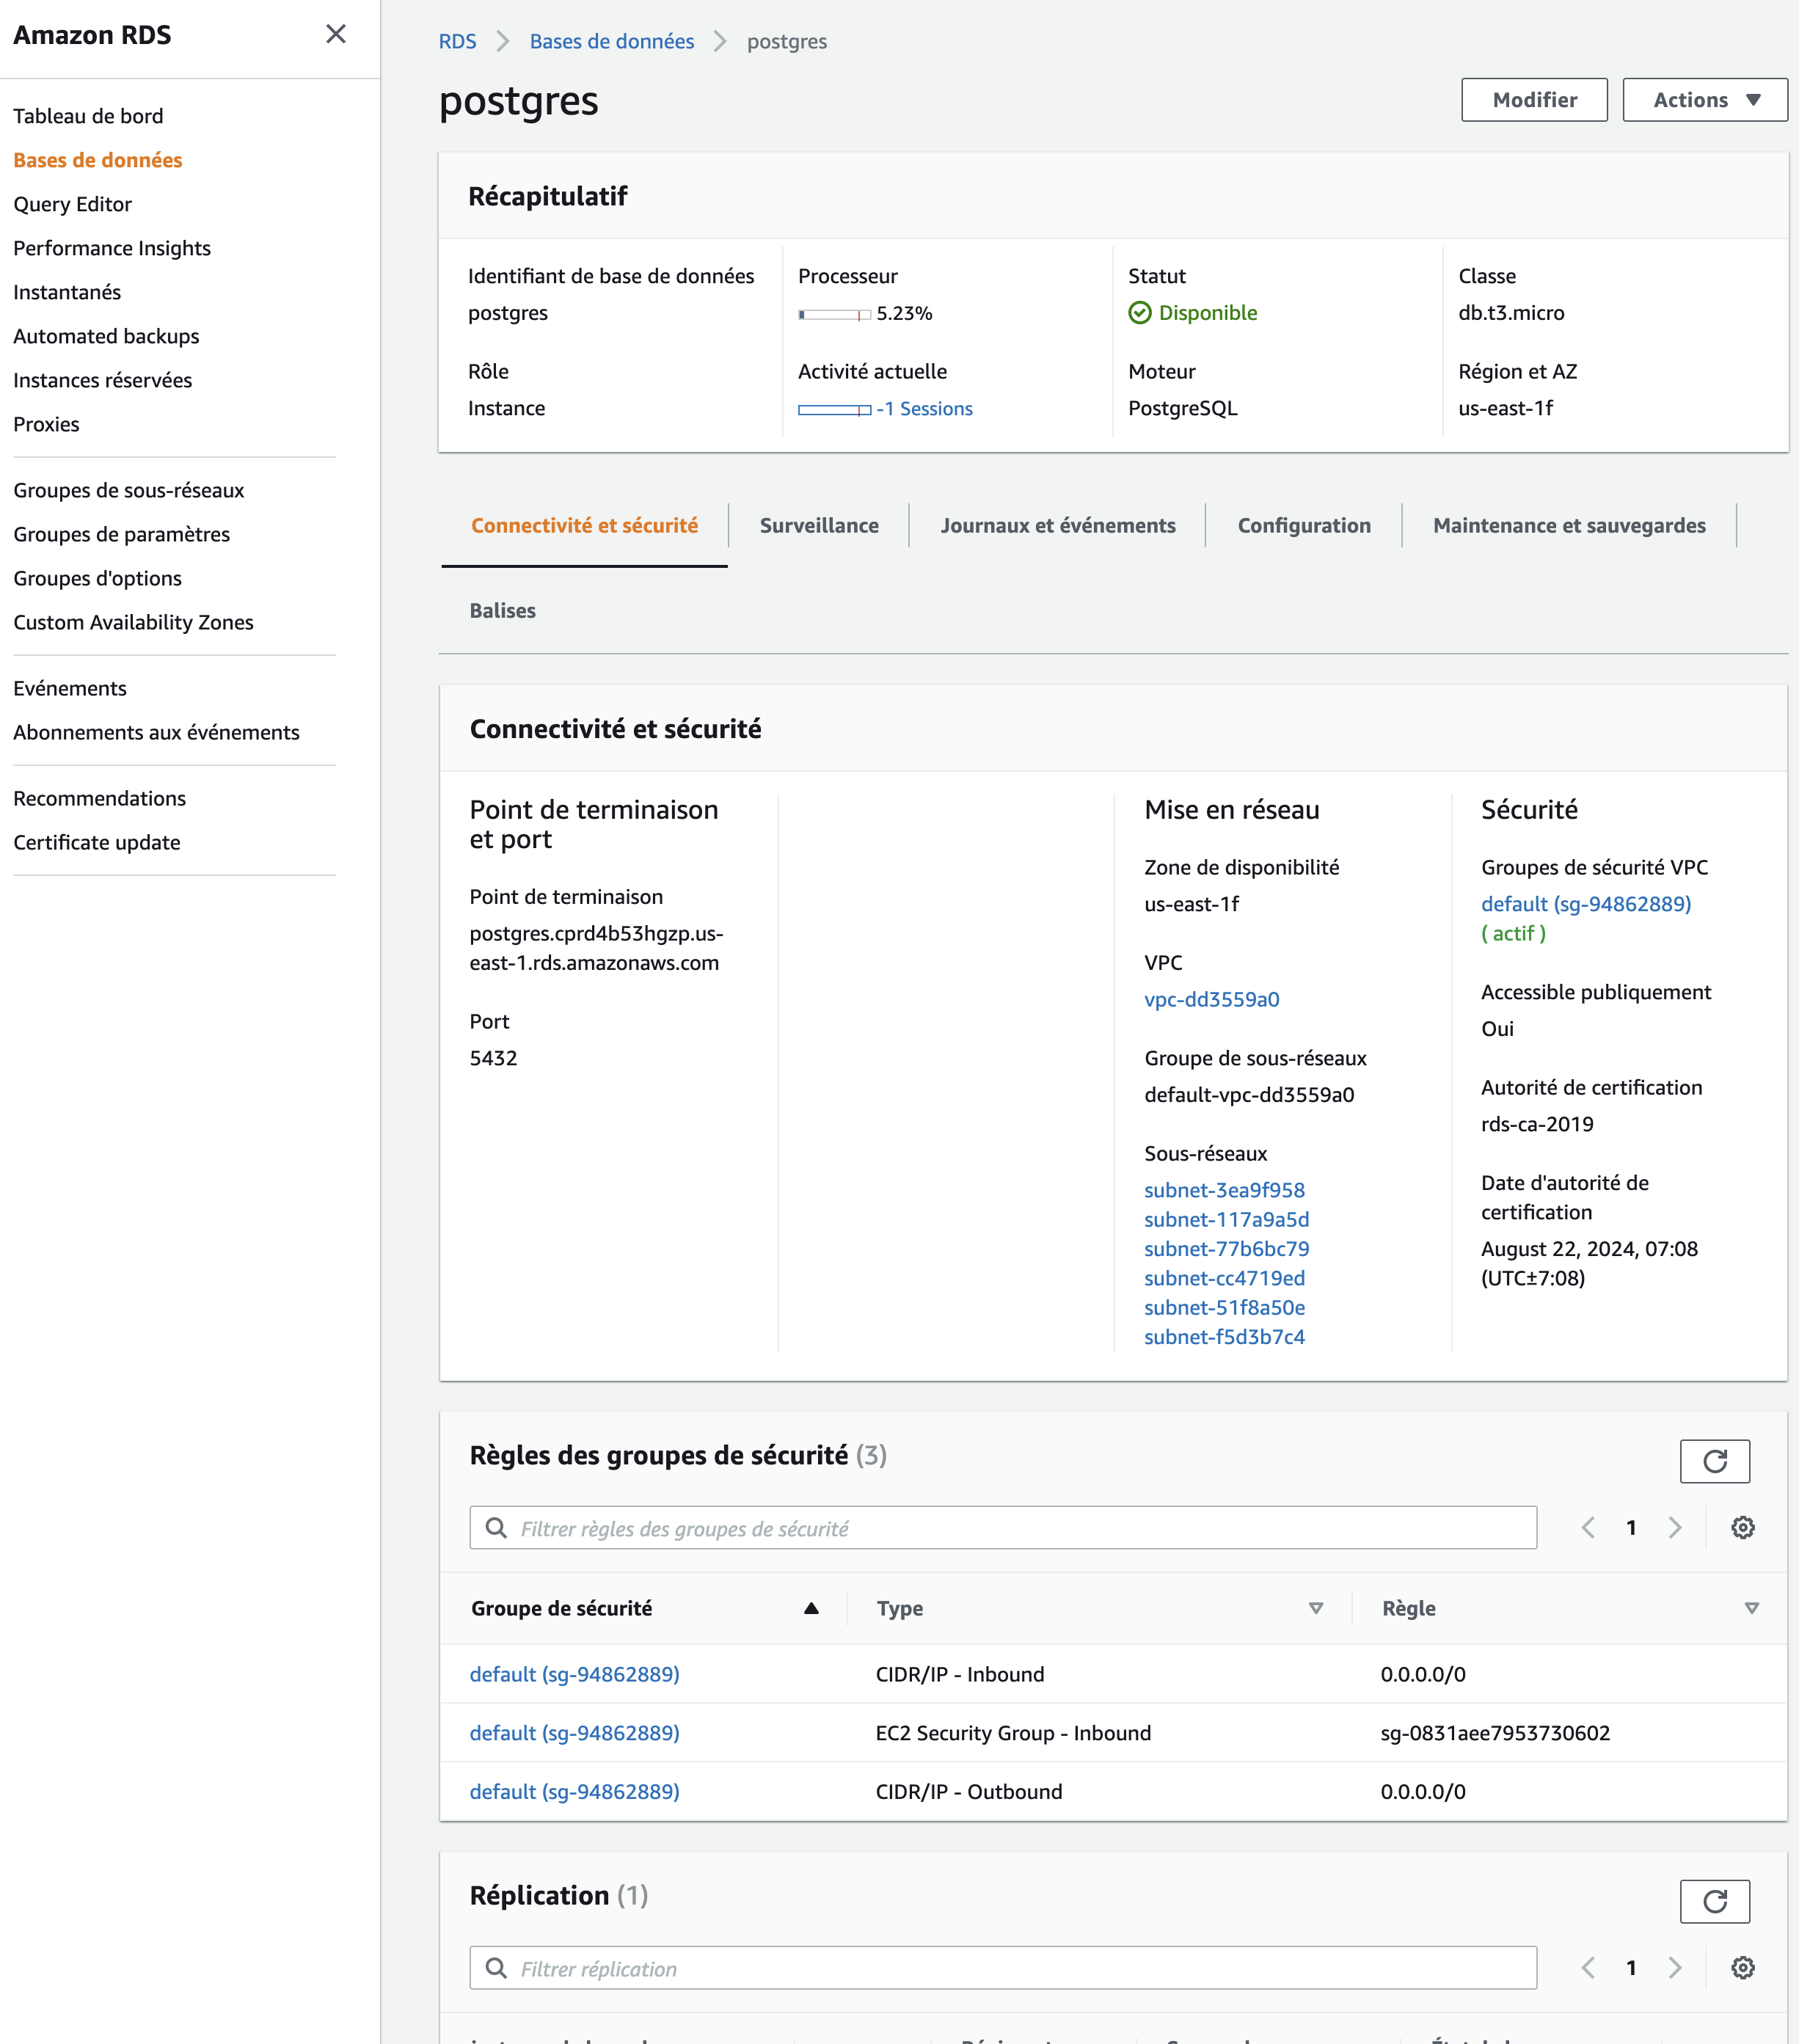 Amazon RDS
Tableau de bord
Bases de données
Query Editor
Performance Insights
Instantanés
Automated backups
Instances réservées
Proxies
Groupes de sous-réseaux
Groupes de paramètres
Groupes d'options
Custom Availability Zones
Evénements
Abonnements aux événements
Recommendations
Certificate update
RDS > Bases de données > postgres
postgres
Modifier
Actions
Récapitulatif
Identifiant de base de données
postgres
Processeur
5.23%
Statut
Disponible
Classe
db.t3.micro
Rôle
Instance
Activité actuelle
-1 Sessions
Moteur
PostgreSQL
Région et AZ
us-east-1f
Connectivité et sécurité
Surveillance
Journaux et événements
Configuration
Maintenance et sauvegardes
Balises
Connectivité et sécurité
Point de terminaison
et port
Point de terminaison
postgres.cprd4b53hgzp.us-
east-1.rds.amazonaws.com
Port
5432
Mise en réseau
Zone de disponibilité
us-east-1f
VPC
vpc-dd3559a0
Groupe de sous-réseaux
default-vpc-dd3559a0
Sous-réseaux
subnet-3ea9f958
subnet-117a9a5d
subnet-77b6bc79
subnet-cc4719ed
subnet-51f8a50e
subnet-f5d3b7c4
Sécurité
Groupes de sécurité VPC
default (sg-94862889)
( actif )
Accessible publiquement
Oui
Autorité de certification
rds-ca-2019
Date d'autorité de
certification
August 22, 2024, 07:08
(UTC±7:08)
Règles des groupes de sécurité (3)
Filtrer règles des groupes de sécurité
1
Groupe de sécurité
Type
Règle
default (sg-94862889)
CIDR/IP - Inbound
0.0.0.0/0
default (sg-94862889)
EC2 Security Group - Inbound
sg-0831aee7953730602
default (sg-94862889)
CIDR/IP - Outbound
0.0.0.0/0
Réplication (1)
Filtrer réplication
1